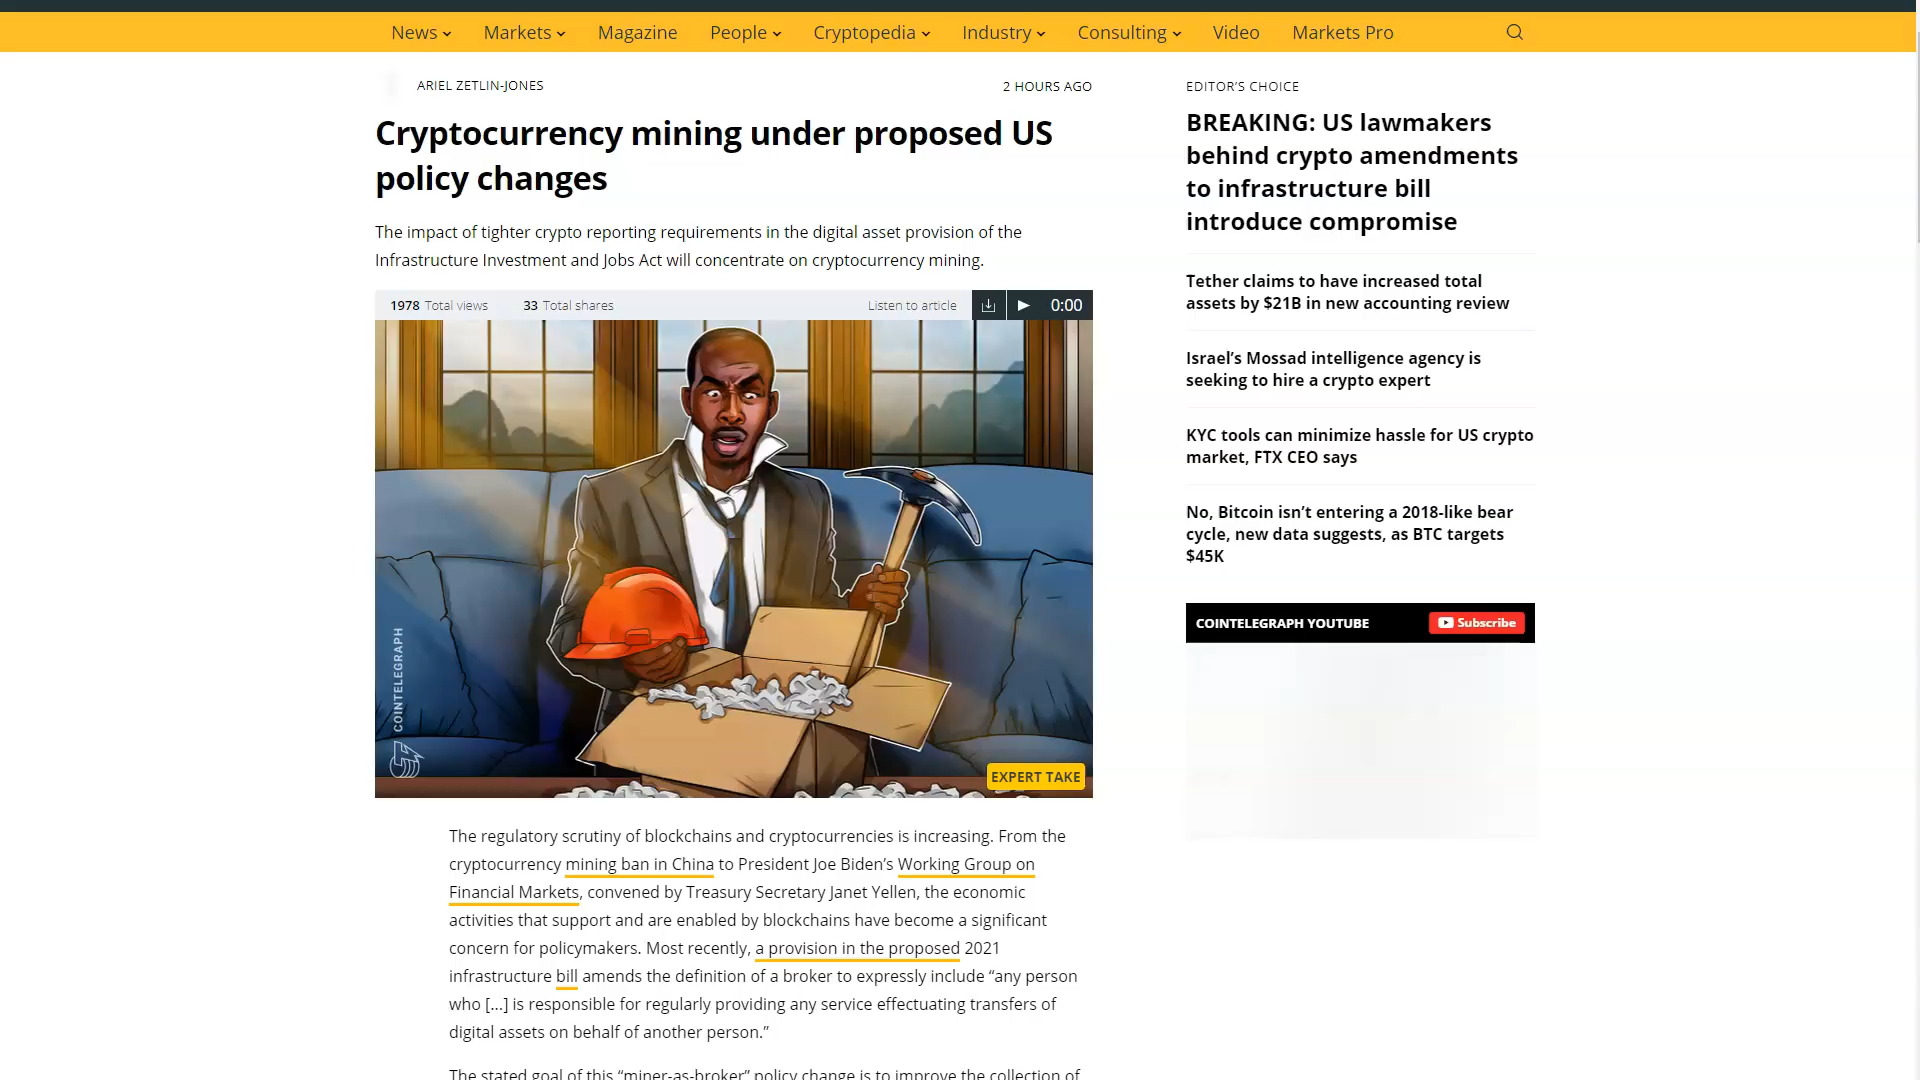 News Markets Magazine People Cryptopedia Industry Consulting Video Markets Pro
ARIEL ZETLIN-JONES
2 HOURS AGO
Cryptocurrency mining under proposed US
policy changes
The impact of tighter crypto reporting requirements in the digital asset provision of the
Infrastructure Investment and Jobs Act will concentrate on cryptocurrency mining.
1978 Total views 33 Total shares Listen to article 0:00
COINTELEGRAPH
EXPERT TAKE
The regulatory scrutiny of blockchains and cryptocurrencies is increasing. From the
cryptocurrency mining ban in China to President Joe Biden’s Working Group on
Financial Markets, convened by Treasury Secretary Janet Yellen, the economic
activities that support and are enabled by blockchains have become a significant
concern for policymakers. Most recently, a provision in the proposed 2021
infrastructure bill amends the definition of a broker to expressly include “any person
who [...] is responsible for regularly providing any service effectuating transfers of
digital assets on behalf of another person.”
The stated goal of this “miner-as-broker” policy change is to improve the collection of
EDITOR’S CHOICE
BREAKING: US lawmakers
behind crypto amendments
to infrastructure bill
introduce compromise
Tether claims to have increased total
assets by $21B in new accounting review
Israel’s Mossad intelligence agency is
seeking to hire a crypto expert
KYC tools can minimize hassle for US crypto
market, FTX CEO says
No, Bitcoin isn’t entering a 2018-like bear
cycle, new data suggests, as BTC targets
$45K
COINTELEGRAPH YOUTUBE Subscribe